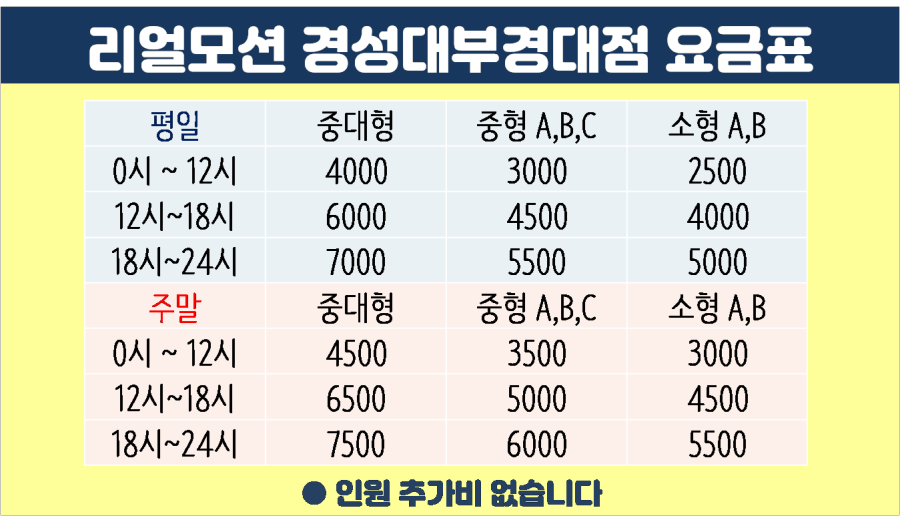 리얼모션 경성대부경대점 요금표
평일 중대형 중형 A,B,C 소형 A,B
0시 ~ 12시 4000 3000 2500
12시~18시 6000 4500 4000
18시~24시 7000 5500 5000
주말 중대형 중형 A,B,C 소형 A,B
0시 ~ 12시 4500 3500 3000
12시~18시 6500 5000 4500
18시~24시 7500 6000 5500
● 인원 추가비 없습니다